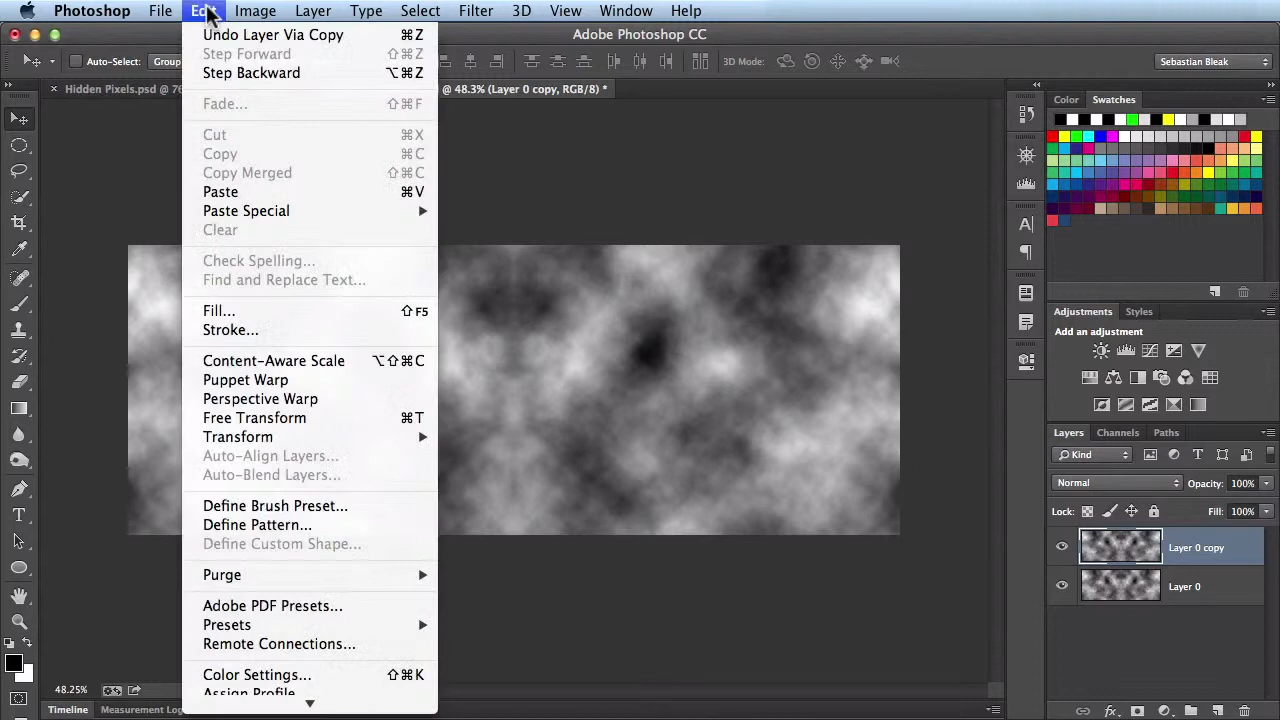 Photoshop File Edit Image Layer Type Select Filter 3D View Window Help
Adobe Photoshop CC
Auto-Select: Group 3D Mode: Sebastian Bleak
Hidden Pixels.psd @ 76 @ 48.3% (Layer 0 copy, RGB/8) *
Undo Layer Via Copy ⌘Z
Step Forward ⇧⌘Z
Step Backward ⌥⌘Z
Fade... ⇧⌘F
Cut ⌘X
Copy ⌘C
Copy Merged ⇧⌘C
Paste ⌘V
Paste Special
Clear
Check Spelling...
Find and Replace Text...
Fill... ⇧F5
Stroke...
Content-Aware Scale ⌥⇧⌘C
Puppet Warp
Perspective Warp
Free Transform ⌘T
Transform
Auto-Align Layers...
Auto-Blend Layers...
Define Brush Preset...
Define Pattern...
Define Custom Shape...
Purge
Adobe PDF Presets...
Presets
Remote Connections...
Color Settings... ⇧⌘K
Assign Profile
Color Swatches
Adjustments Styles
Add an adjustment
Layers Channels Paths
Kind
Normal Opacity: 100%
Lock: Fill: 100%
Layer 0 copy
Layer 0
48.25%
Timeline Measurement Log